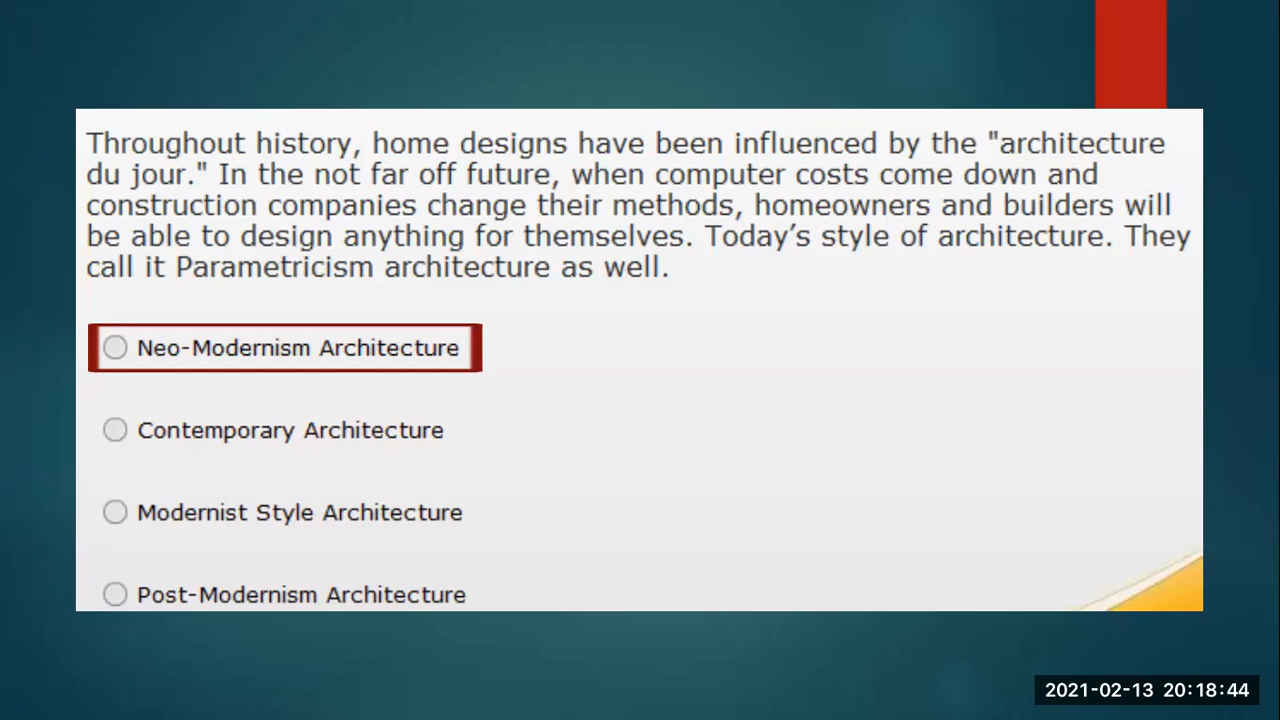 Throughout history, home designs have been influenced by the "architecture
du jour." In the not far off future, when computer costs come down and
construction companies change their methods, homeowners and builders will
be able to design anything for themselves. Today’s style of architecture. They
call it Parametricism architecture as well.
Neo-Modernism Architecture
Contemporary Architecture
Modernist Style Architecture
Post-Modernism Architecture
2021-02-13 20:18:44